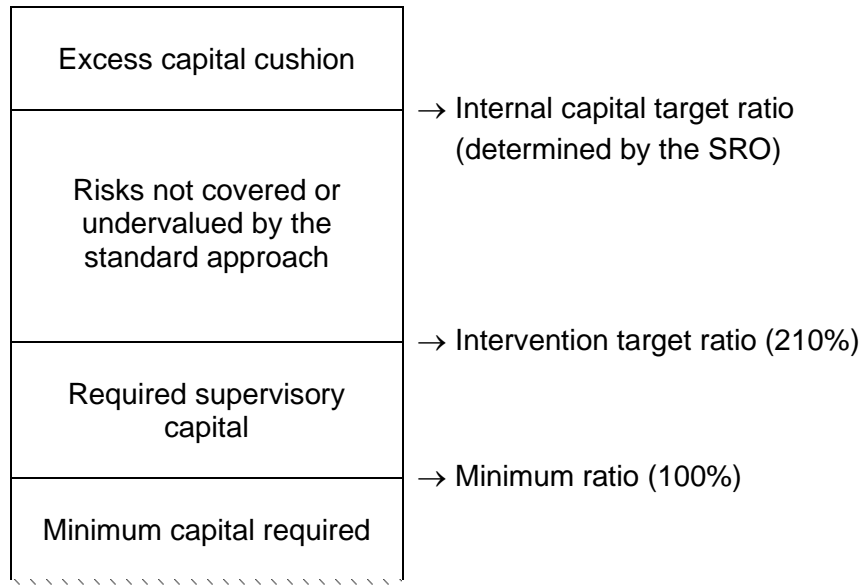 Excess capital cushion
→ Internal capital target ratio
(determined by the SRO)
Risks not covered or
undervalued by the
standard approach
→ Intervention target ratio (210%)
Required supervisory
capital
→ Minimum ratio (100%)
Minimum capital required